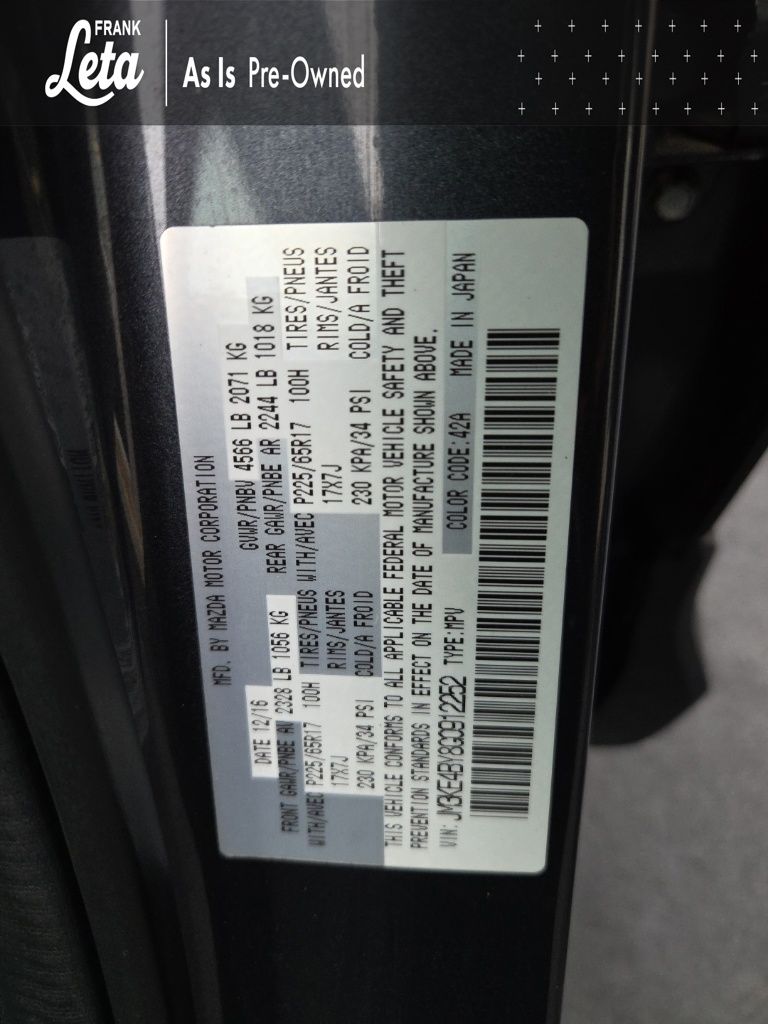 FRANK
Leta
As Is Pre-Owned
MFD. BY MAZDA MOTOR CORPORATION
DATE 12/16 GVWR/PNBV 4566 LB 2071 KG
FRONT GAWR/PNBE AV 2328 LB 1056 KG REAR GAWR/PNBE AR 2244 LB 1018 KG
WITH/AVEC P225/65R17 100H TIRES/PNEUS WITH/AVEC P225/65R17 100H TIRES/PNEUS
17X7J RIMS/JANTES 17X7J RIMS/JANTES
230 KPA/34 PSI COLD/A FROID 230 KPA/34 PSI COLD/A FROID
THIS VEHICLE CONFORMS TO ALL APPLICABLE FEDERAL MOTOR VEHICLE SAFETY AND THEFT
PREVENTION STANDARDS IN EFFECT ON THE DATE OF MANUFACTURE SHOWN ABOVE.
VIN: JM3KE4BY8G0912252 TYPE:MPV COLOR CODE:42A MADE IN JAPAN